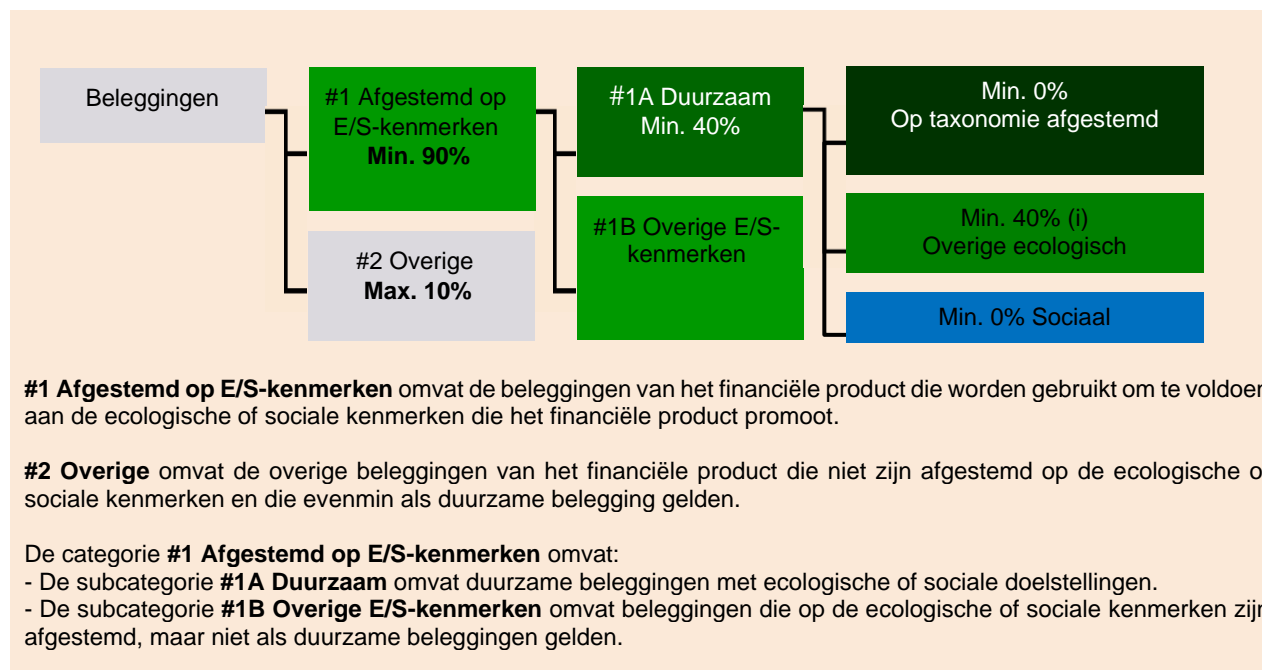 Beleggingen
#1 Afgestemd op
E/S-kenmerken
Min. 90%
#2 Overige
Max. 10%
#1A Duurzaam
Min. 40%
#1B Overige E/S-
kenmerken
Min. 0%
Op taxonomie afgestemd
Min. 40% (i)
Overige ecologisch
Min. 0% Sociaal
#1 Afgestemd op E/S-kenmerken omvat de beleggingen van het financiële product die worden gebruikt om te voldoen
aan de ecologische of sociale kenmerken die het financiële product promoot.
#2 Overige omvat de overige beleggingen van het financiële product die niet zijn afgestemd op de ecologische o
sociale kenmerken en die evenmin als duurzame belegging gelden.
De categorie #1 Afgestemd op E/S-kenmerken omvat:
- De subcategorie #1A Duurzaam omvat duurzame beleggingen met ecologische of sociale doelstellingen.
- De subcategorie #1B Overige E/S-kenmerken omvat beleggingen die op de ecologische of sociale kenmerken zijn
afgestemd, maar niet als duurzame beleggingen gelden.